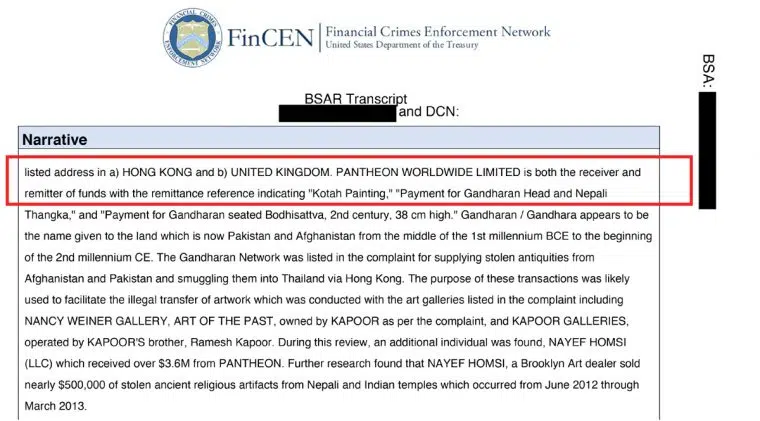 FinCEN
Financial Crimes Enforcement Network
United States Department of the Treasury
BSA:
BSAR Transcript
and DCN:
Narrative
listed address in a) HONG KONG and b) UNITED KINGDOM. PANTHEON WORLDWIDE LIMITED is both the receiver and
remitter of funds with the remittance reference indicating "Kotah Painting," "Payment for Gandharan Head and Nepali
Thangka," and "Payment for Gandharan seated Bodhisattva, 2nd century, 38 cm high." Gandharan / Gandhara appears to be
the name given to the land which is now Pakistan and Afghanistan from the middle of the 1st millennium BCE to the beginning
of the 2nd millennium CE. The Gandharan Network was listed in the complaint for supplying stolen antiquities from
Afghanistan and Pakistan and smuggling them into Thailand via Hong Kong. The purpose of these transactions was likely
used to facilitate the illegal transfer of artwork which was conducted with the art galleries listed in the complaint including
NANCY WEINER GALLERY, ART OF THE PAST, owned by KAPOOR as per the complaint, and KAPOOR GALLERIES,
operated by KAPOOR'S brother, Ramesh Kapoor. During this review, an additional individual was found, NAYEF HOMSI
(LLC) which received over $3.6M from PANTHEON. Further research found that NAYEF HOMSI, a Brooklyn Art dealer sold
nearly $500,000 of stolen ancient religious artifacts from Nepali and Indian temples which occurred from June 2012 through
March 2013.